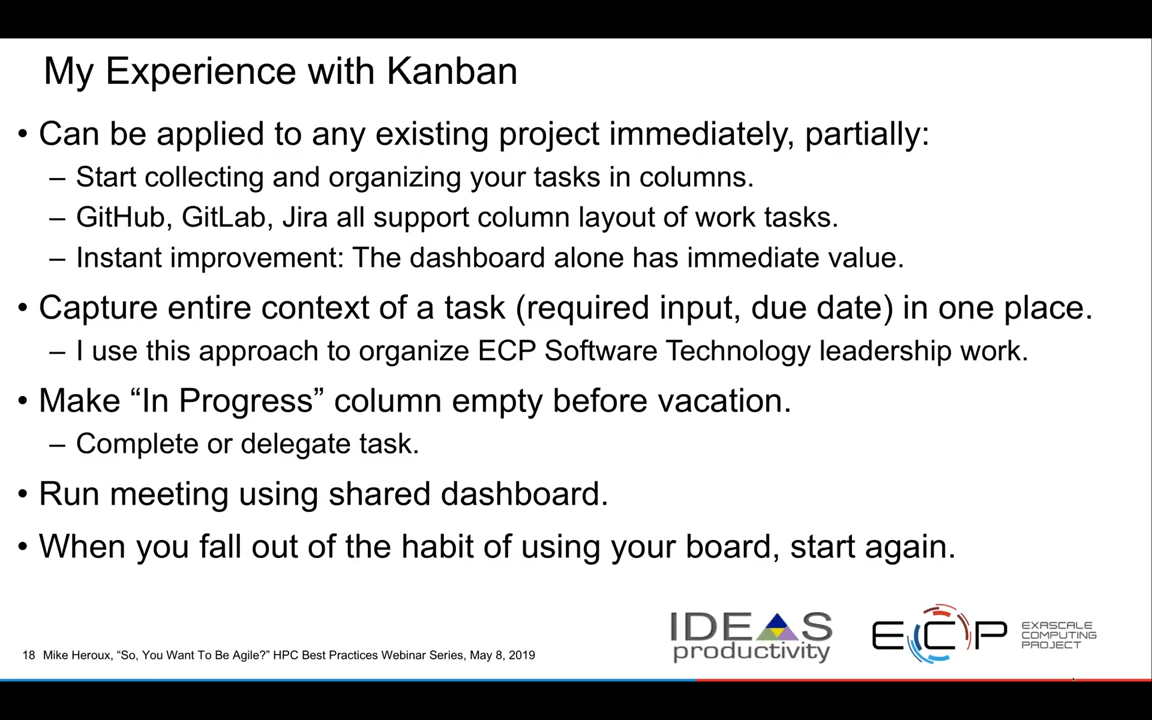 My Experience with Kanban
• Can be applied to any existing project immediately, partially:
– Start collecting and organizing your tasks in columns.
– GitHub, GitLab, Jira all support column layout of work tasks.
– Instant improvement: The dashboard alone has immediate value.
• Capture entire context of a task (required input, due date) in one place.
– I use this approach to organize ECP Software Technology leadership work.
• Make “In Progress” column empty before vacation.
– Complete or delegate task.
• Run meeting using shared dashboard.
• When you fall out of the habit of using your board, start again.
IDEAS
productivity
ECP
EXASCALE
COMPUTING
PROJECT
18 Mike Heroux, “So, You Want To Be Agile?” HPC Best Practices Webinar Series, May 8, 2019